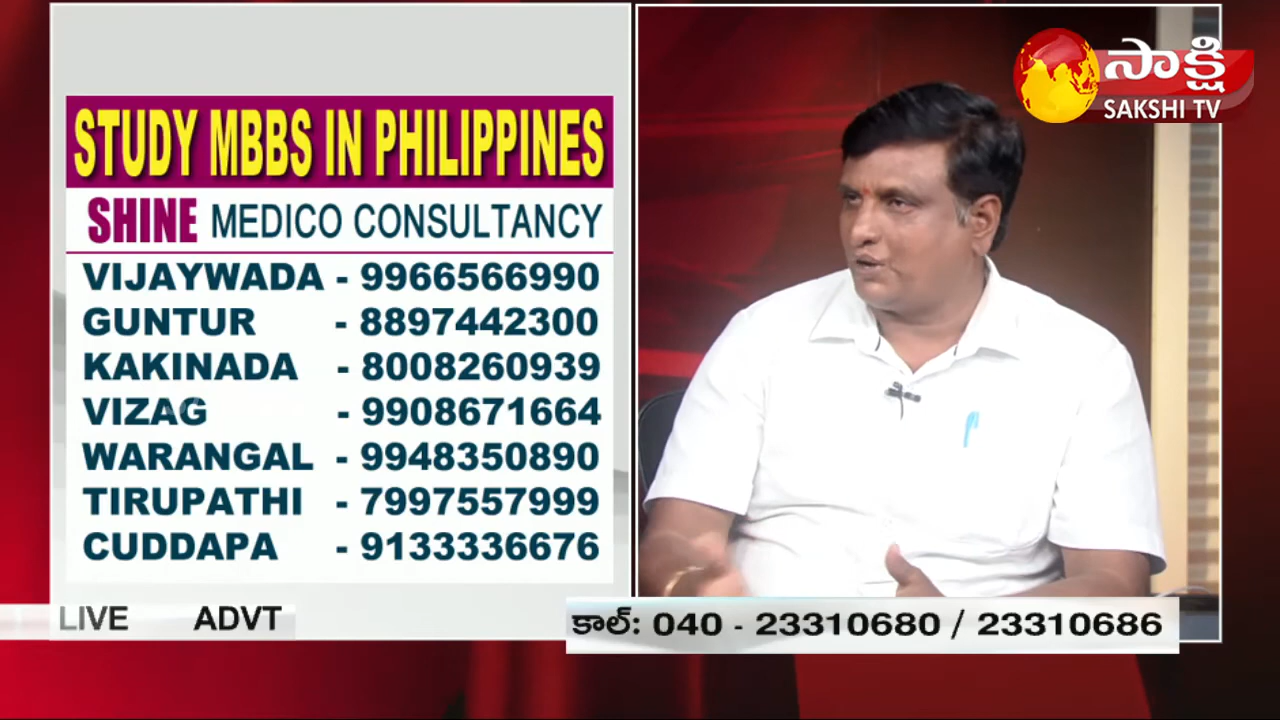 STUDY MBBS IN PHILIPPINES
SHINE MEDICO CONSULTANCY
VIJAYWADA - 9966566990
GUNTUR - 8897442300
KAKINADA - 8008260939
VIZAG - 9908671664
WARANGAL - 9948350890
TIRUPATHI - 7997557999
CUDDAPA - 9133336676
సాక్షి
SAKSHI TV
LIVE ADVT
కాల్: 040 - 23310680 / 23310686